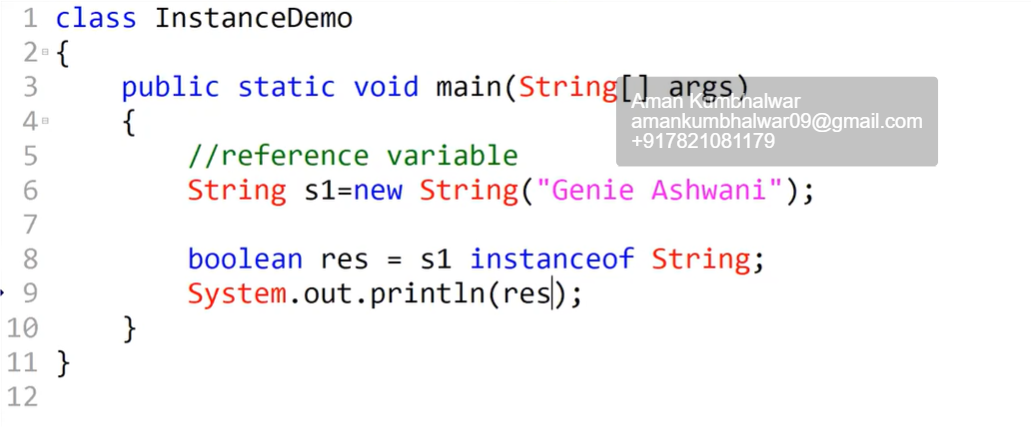 1 class InstanceDemo
2 {
3 public static void main(String[] args)
Aman Kumbhalwar
4 {
amankumbhalwar09@gmail.com
+917821081179
5 //reference variable
6 String s1=new String("Genie Ashwani");
7
8 boolean res = s1 instanceof String;
9 System.out.println(res);
10 }
11 }
12